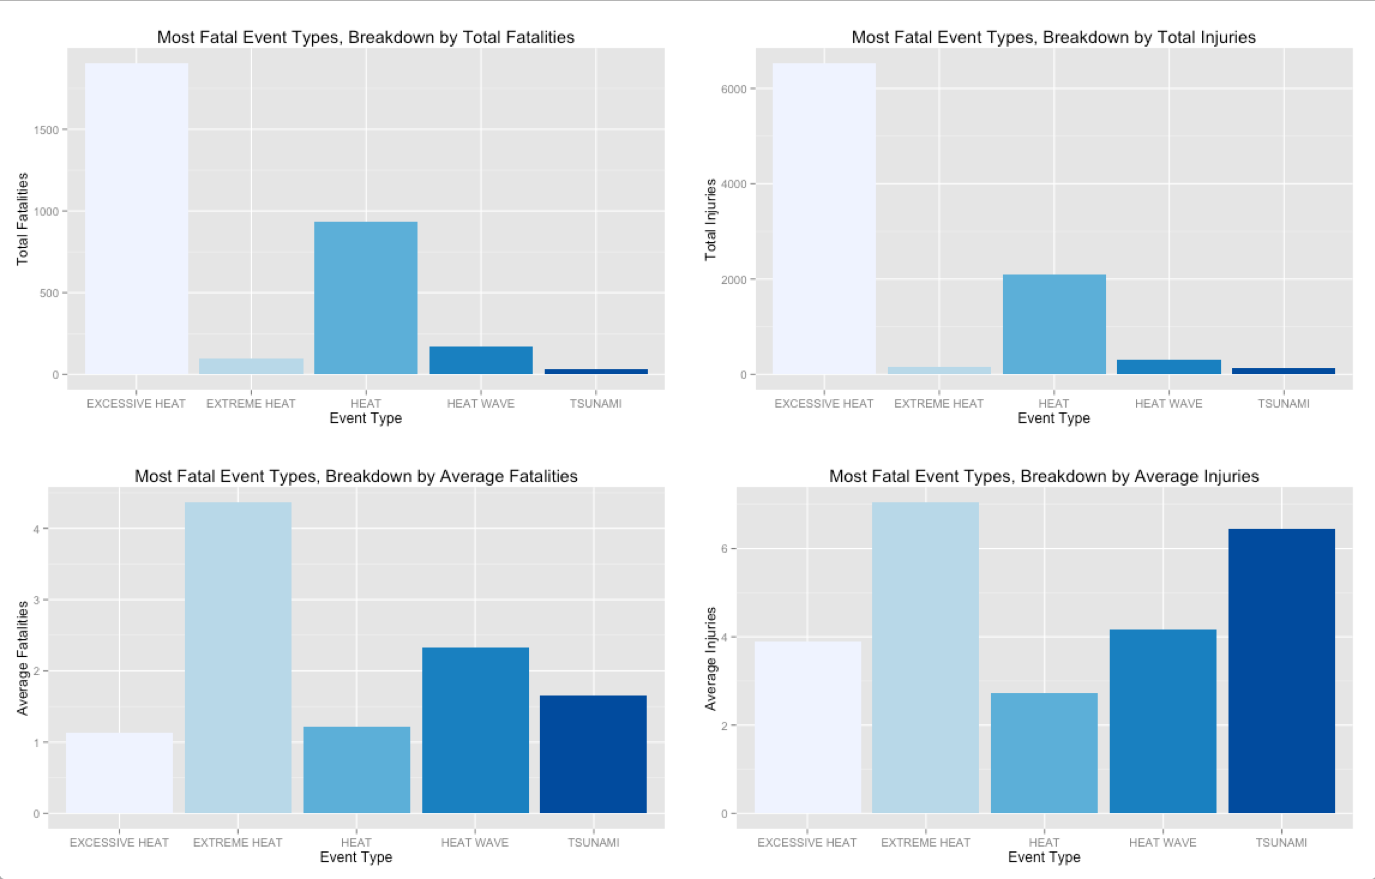 Most Fatal Event Types, Breakdown by Total Fatalities
1500
1000
500
0
Total Fatalities
EXCESSIVE HEAT EXTREME HEAT HEAT HEAT WAVE TSUNAMI
Event Type
Most Fatal Event Types, Breakdown by Total Injuries
6000
4000
2000
0
Total Injuries
EXCESSIVE HEAT EXTREME HEAT HEAT HEAT WAVE TSUNAMI
Event Type
Most Fatal Event Types, Breakdown by Average Fatalities
4
3
2
1
0
Average Fatalities
EXCESSIVE HEAT EXTREME HEAT HEAT HEAT WAVE TSUNAMI
Event Type
Most Fatal Event Types, Breakdown by Average Injuries
6
4
2
0
Average Injuries
EXCESSIVE HEAT EXTREME HEAT HEAT HEAT WAVE TSUNAMI
Event Type